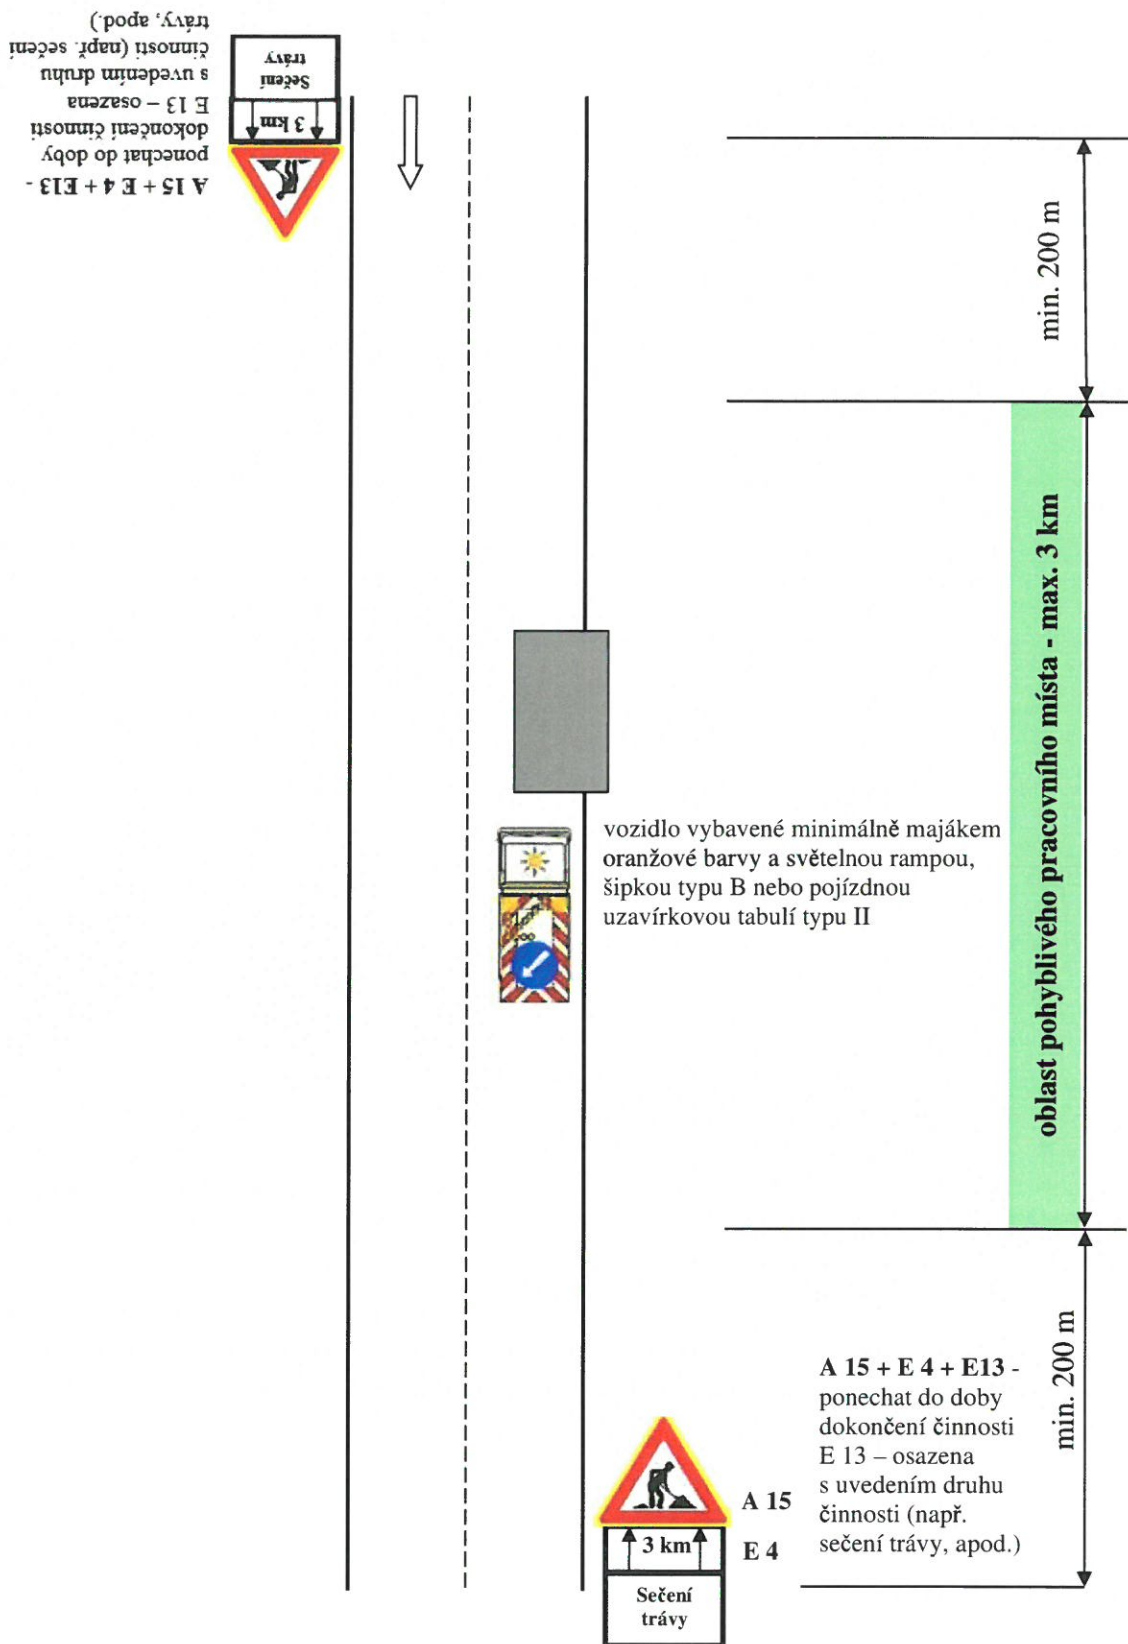 A 15 + E 4 + E13 -
ponechat do doby
dokončení činnosti
E 13 – osazena
s uvedením druhu
činnosti (např. sečení
trávy, apod.)
3 km
Sečení
trávy
min. 200 m
oblast pohyblivého pracovního místa - max. 3 km
vozidlo vybavené minimálně majákem
oranžové barvy a světelnou rampou,
šipkou typu B nebo pojízdnou
uzavírkovou tabulí typu II
min. 200 m
A 15 + E 4 + E13 -
ponechat do doby
dokončení činnosti
E 13 – osazena
s uvedením druhu
činnosti (např.
sečení trávy, apod.)
A 15
E 4
3 km
Sečení
trávy